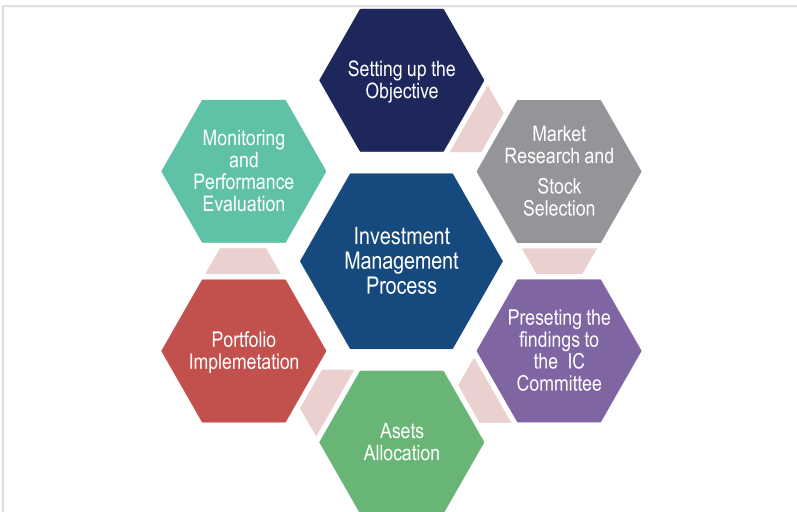 Setting up the
Objective
Market
Research and
Stock
Selection
Preseting the
findings to
the IC
Committee
Asets
Allocation
Portfolio
Implemetation
Monitoring
and
Performance
Evaluation
Investment
Management
Process